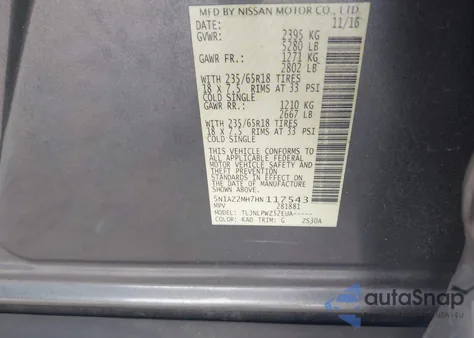 MFD BY NISSAN MOTOR CO., LTD.
DATE: 11/16
GVWR: 2395 KG
5280 LB
GAWR FR.: 1271 KG
2802 LB
WITH 235/65R18 TIRES
18 X 7.5 RIMS AT 33 PSI
COLD SINGLE
GAWR RR.: 1210 KG
2667 LB
WITH 235/65R18 TIRES
18 X 7.5 RIMS AT 33 PSI
COLD SINGLE
THIS VEHICLE CONFORMS TO
ALL APPLICABLE FEDERAL
MOTOR VEHICLE SAFETY
STANDARDS IN EFFECT ON
THE DATE OF MANUFACTURE
SHOWN ABOVE
5N1AZ2MH7HN117543
MPV 281881
MODEL: TLJNLPWZ52EUA-----
COLOR: KAD TRIM: G 2S30A
autoSnap